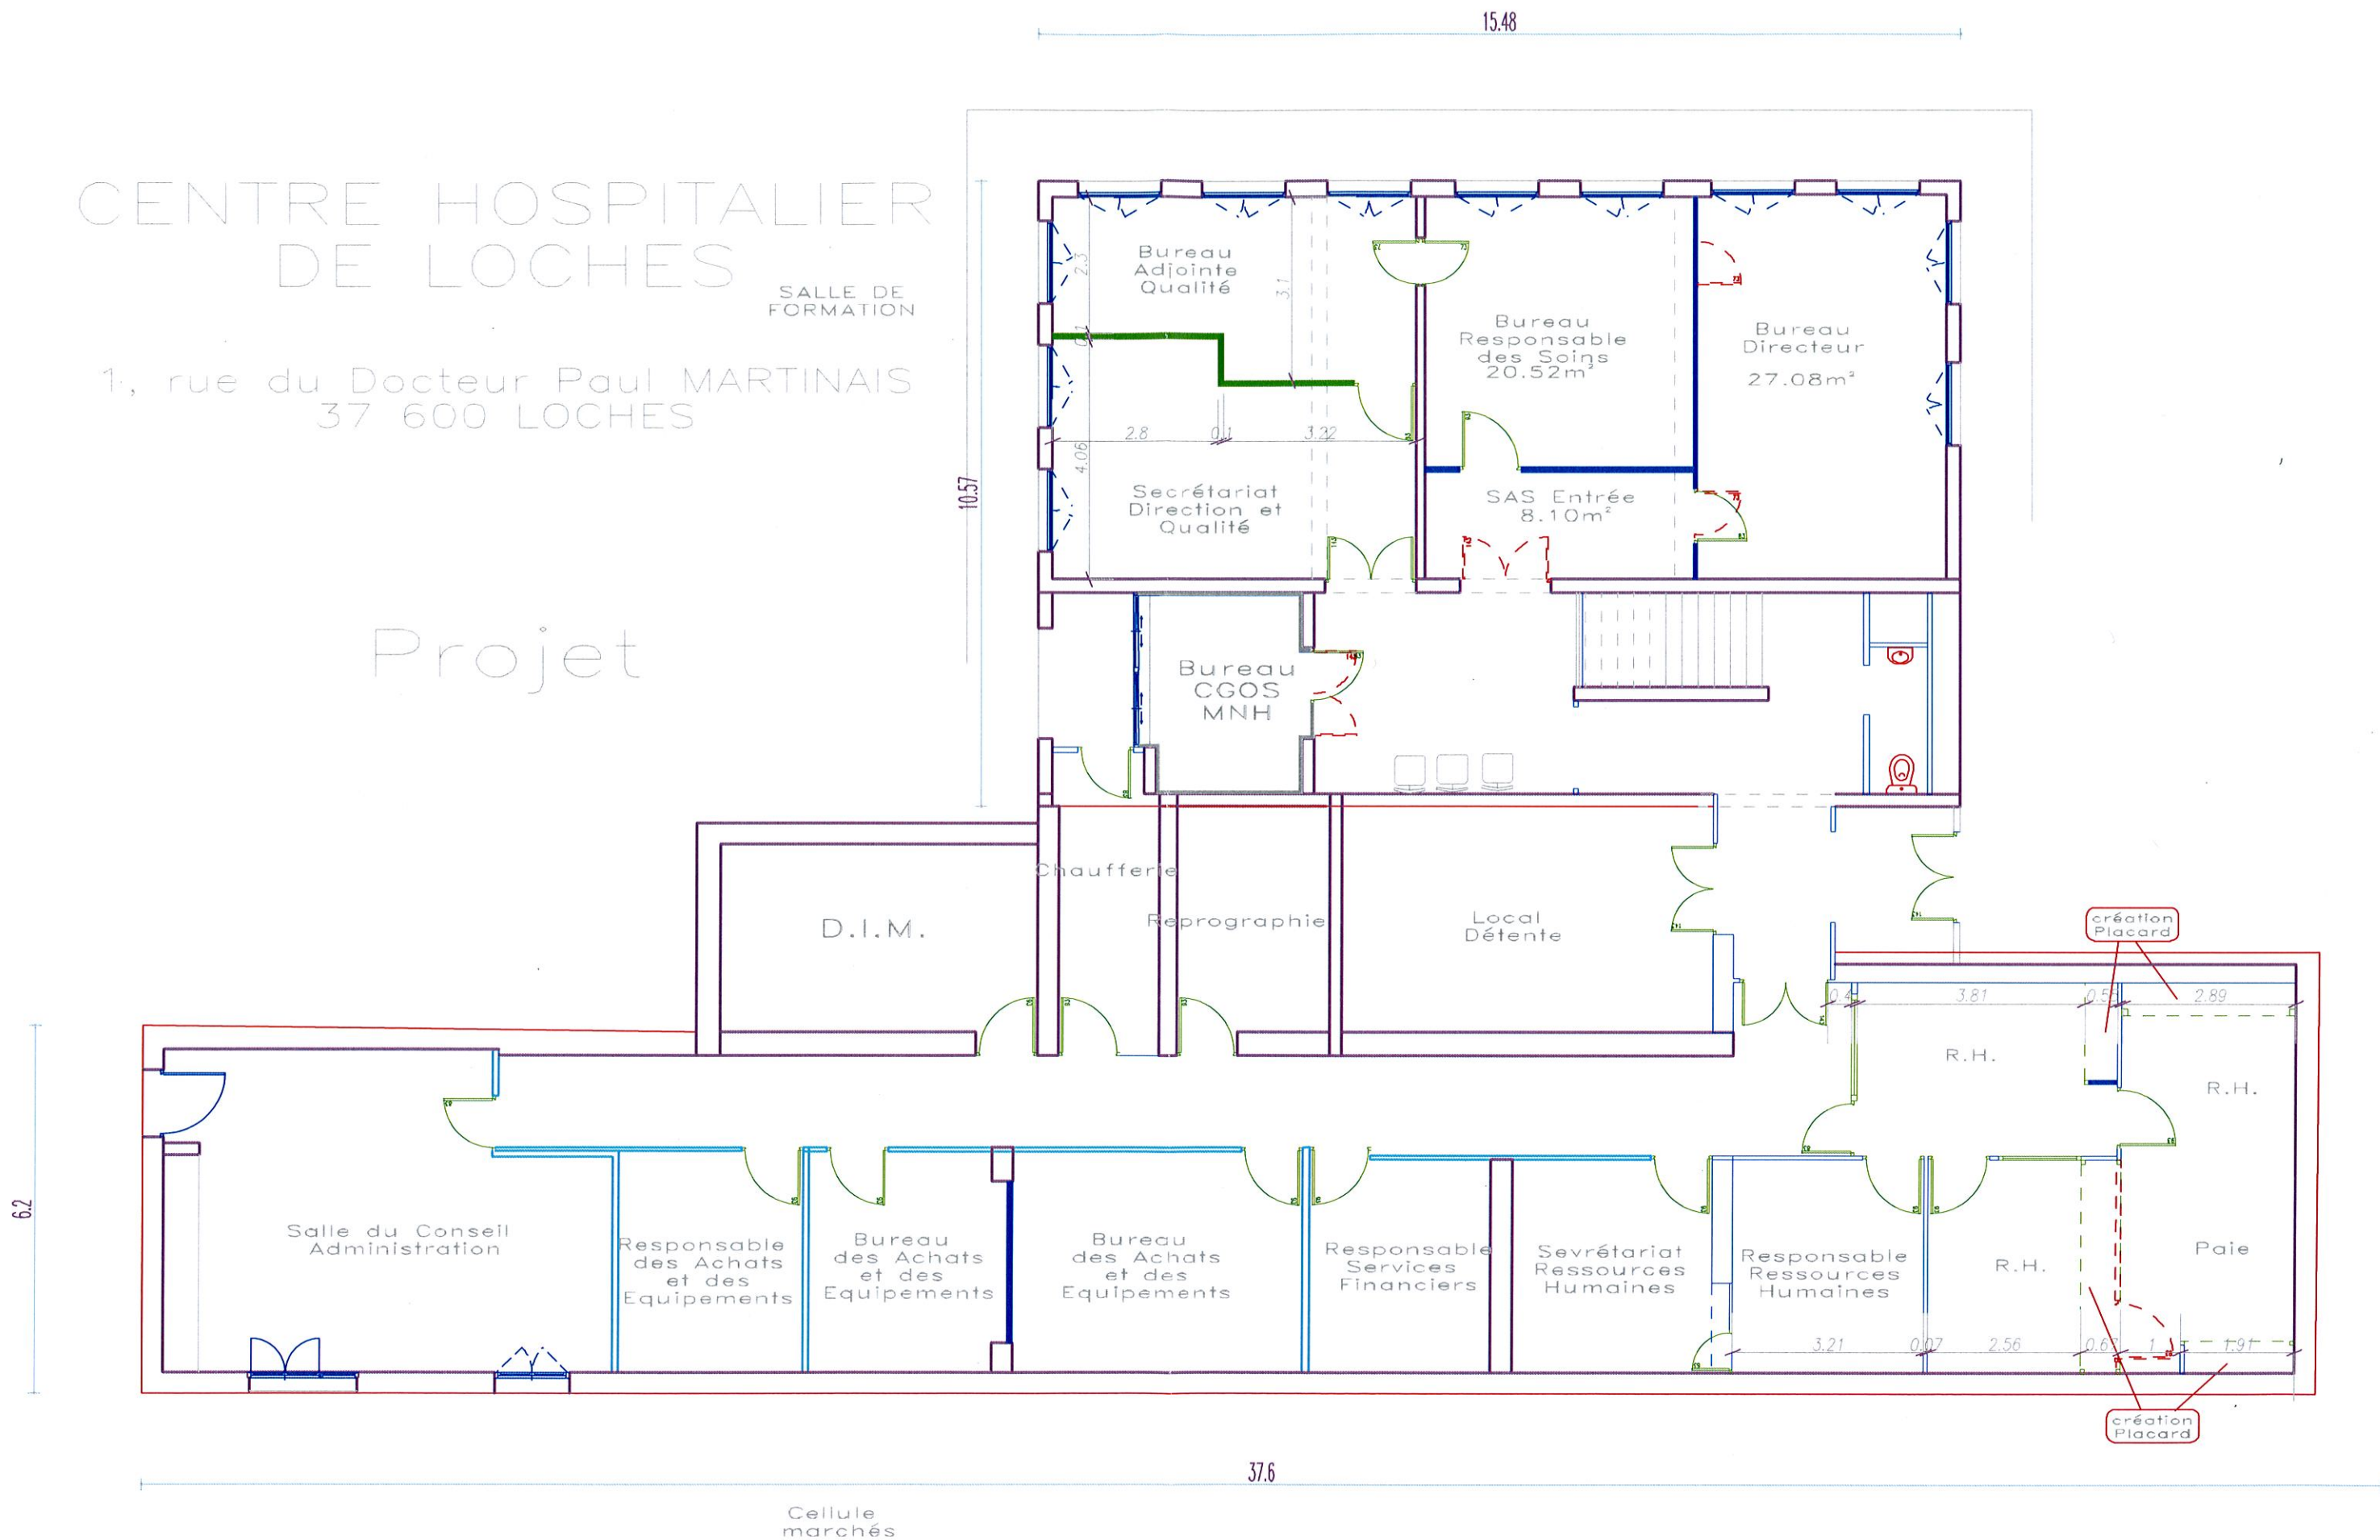 15.48
CENTRE HOSPITALIER
DE LOCHES
SALLE DE
FORMATION
1, rue du Docteur Paul MARTINAIS
37 600 LOCHES
Projet
10.57
Bureau
Adjointe
Qualité
2.3
3.1
0.1
2.8
0.1
3.22
4.06
Secrétariat
Direction et
Qualité
Bureau
Responsable
des Soins
20.52m²
Bureau
Directeur
27.08m²
SAS Entrée
8.10m²
Bureau
CGOS
MNH
Chaufferie
D.I.M.
Reprographie
Local
Détente
création
Placard
3.81
2.89
R.H.
R.H.
6.2
Salle du Conseil
Administration
Responsable
des Achats
et des
Equipements
Bureau
des Achats
et des
Equipements
Bureau
des Achats
et des
Equipements
Responsable
Services
Financiers
Sevrétariat
Ressources
Humaines
Responsable
Ressources
Humaines
R.H.
Paie
3.21
0.07
2.56
0.67
1
1.91
création
Placard
37.6
Cellule
marchés